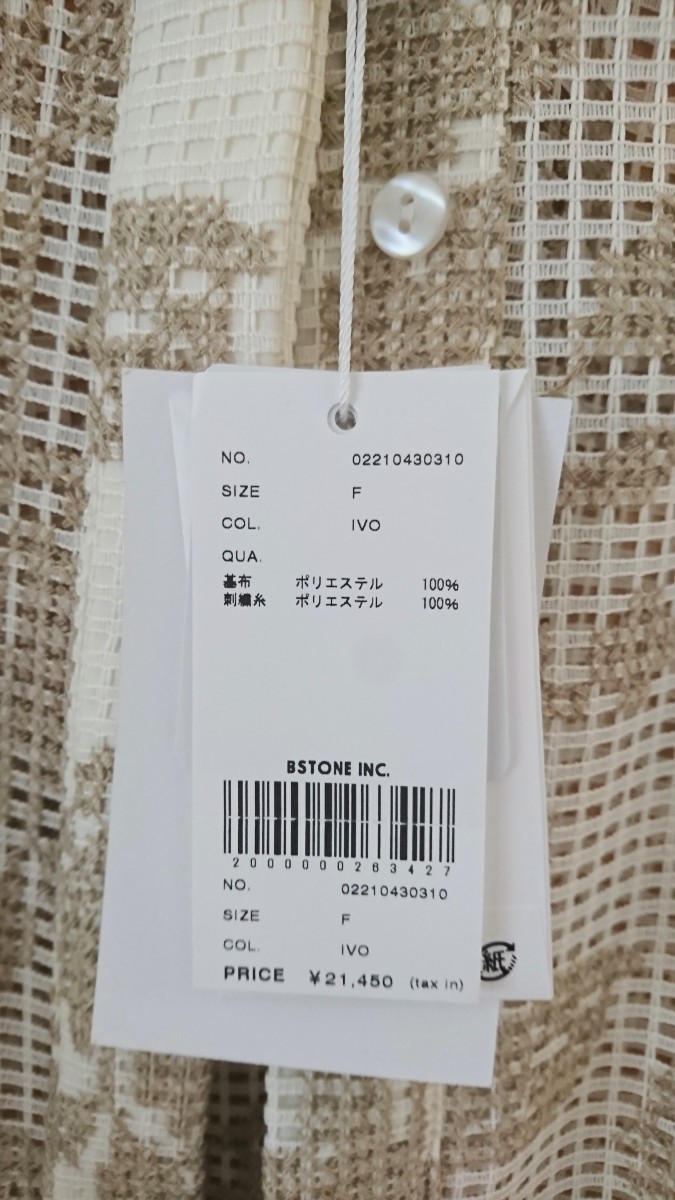 NO. 02210430310
SIZE F
COL. IVO
QUA.
基布 ポリエステル 100%
刺繍糸 ポリエステル 100%
BSTONE INC.
2000000263427
NO. 02210430310
SIZE F
COL. IVO
PRICE ¥21,450 (tax in)
紙